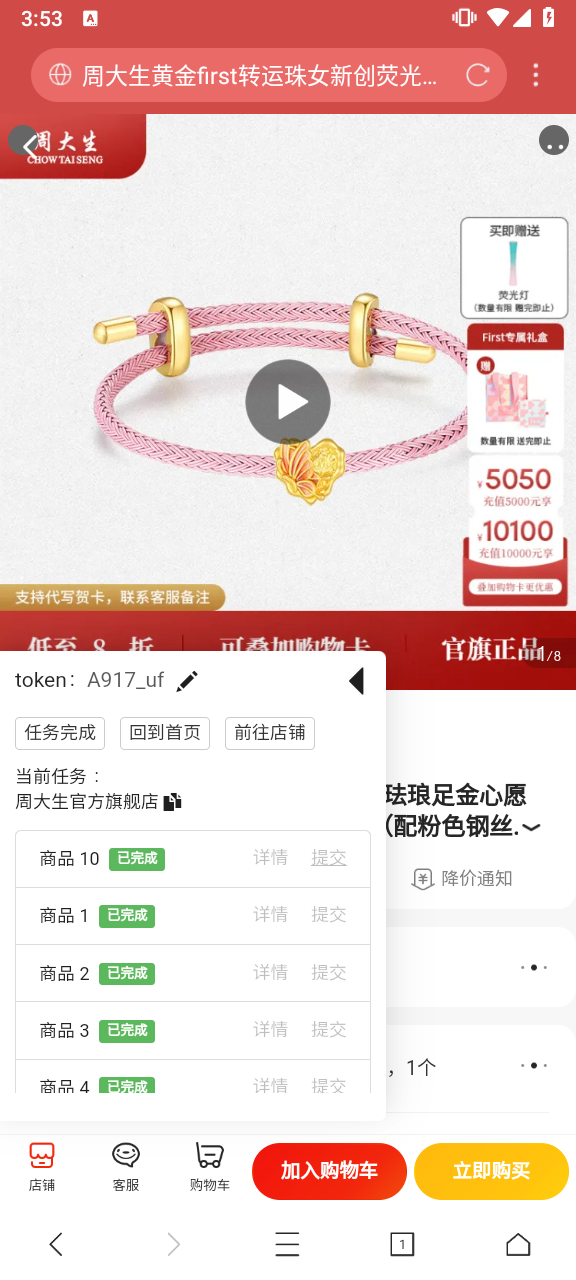 3:53
A
周大生黄金first转运珠女新创荧光...
周大生
CHOW TAI SENG
买即赠送
荧光灯
(数量有限 赠完即止)
First专属礼盒
赠
数量有限 送完即止
¥5050
充值5000元享
¥10100
充值10000元享
叠加购物卡更优惠
支持代写贺卡，联系客服备注
低至 8 折
可叠加购物卡
官旗正品
1/8
token： A917_uf
任务完成
回到首页
前往店铺
当前任务 ：
周大生官方旗舰店
珐琅足金心愿
（配粉色钢丝.
降价通知
商品 10 已完成 详情 提交
商品 1 已完成 详情 提交
商品 2 已完成 详情 提交
商品 3 已完成 详情 提交
商品 4 已完成 详情 提交
，1个
店铺
客服
购物车
加入购物车
立即购买
1